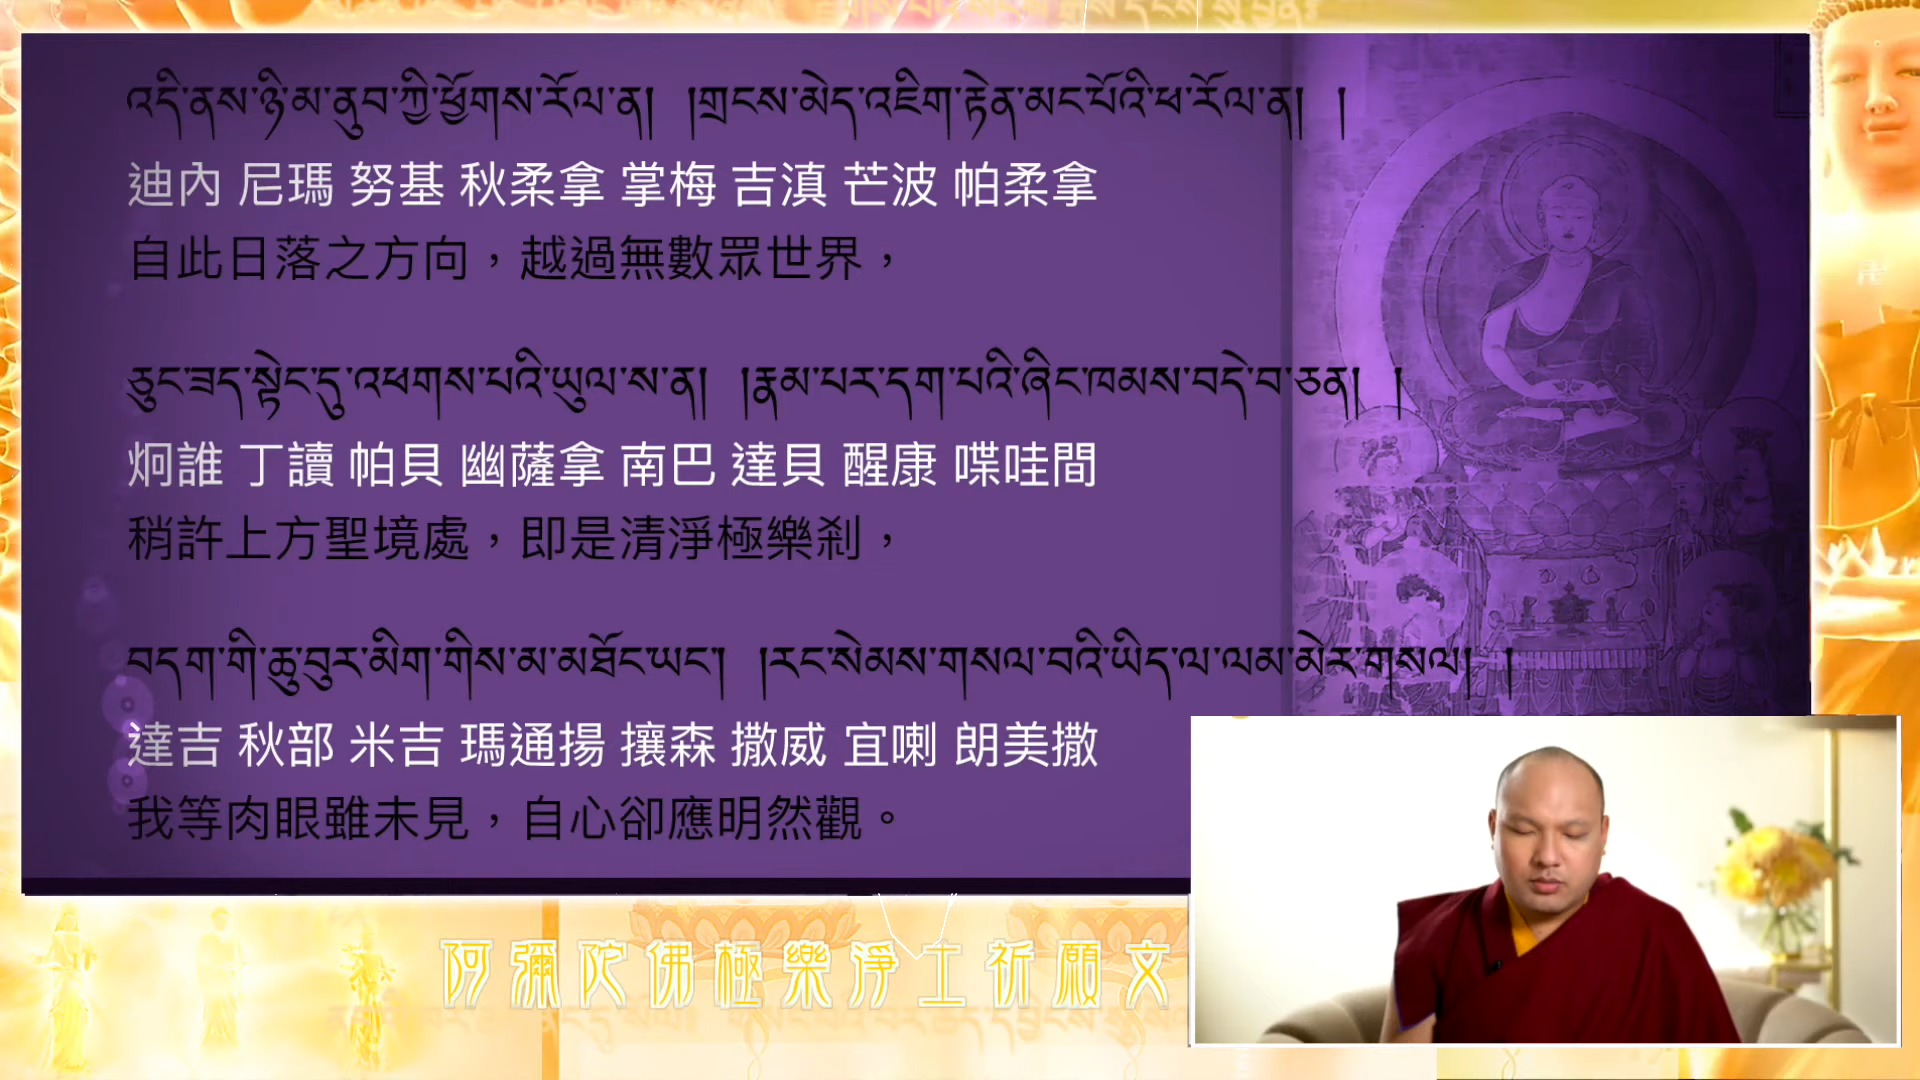 འདི་ནས་ཉི་མ་ནུབ་ཀྱི་ཕྱོགས་རོལ་ན། །གྲངས་མེད་འཇིག་རྟེན་མང་པོའི་ཕ་རོལ་ན། །
迪內 尼瑪 努基 秋柔拿 掌梅 吉滇 芒波 帕柔拿
自此日落之方向，越過無數眾世界，
ཅུང་ཟད་སྟེང་དུ་འཕགས་པའི་ཡུལ་ས་ན། །རྣམ་པར་དག་པའི་ཞིང་ཁམས་བདེ་བ་ཅན། །
炯誰 丁讀 帕貝 幽薩拿 南巴 達貝 醒康 喋哇間
稍許上方聖境處，即是清淨極樂剎，
བདག་གི་ཆུ་བུར་མིག་གིས་མ་མཐོང་ཡང་། །རང་སེམས་གསལ་བའི་ཡིད་ལ་ལམ་མེར་གསལ། །
達吉 秋部 米吉 瑪通揚 攘森 撒威 宜喇 朗美撒
我等肉眼雖未見，自心卻應明然觀。
阿彌陀佛極樂淨土祈願文